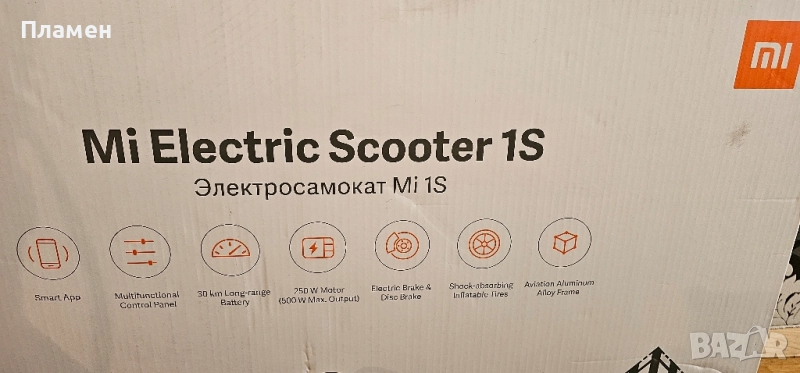 Пламен
mi
Mi Electric Scooter 1S
Электросамокат Mi 1S
Smart App
Multifunctional
Control Panel
30 km Long-range
Battery
250 W Motor
(500 W Max. Output)
Electric Brake &
Disc Brake
Shock-absorbing
Inflatable Tires
Aviation Aluminum
Alloy Frame
BAZAR